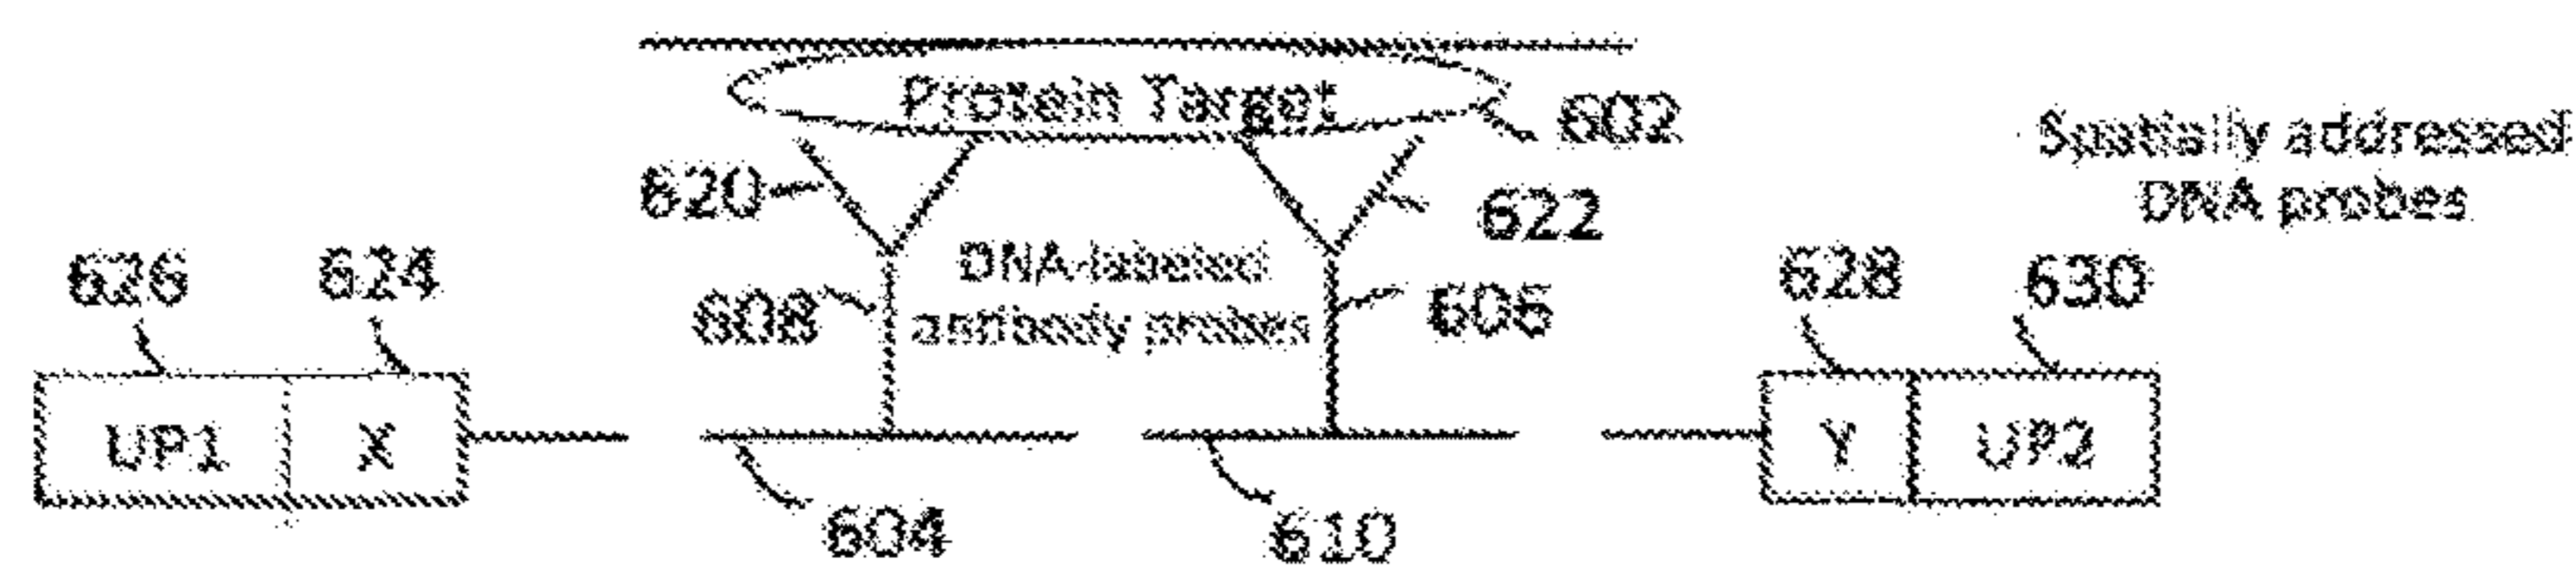 Protein Target
602
Spatially addressed
DNA probes
620
622
DNA-labeled
antibody probes
626
624
608
606
628
630
UP1
X
Y
UP2
604
610